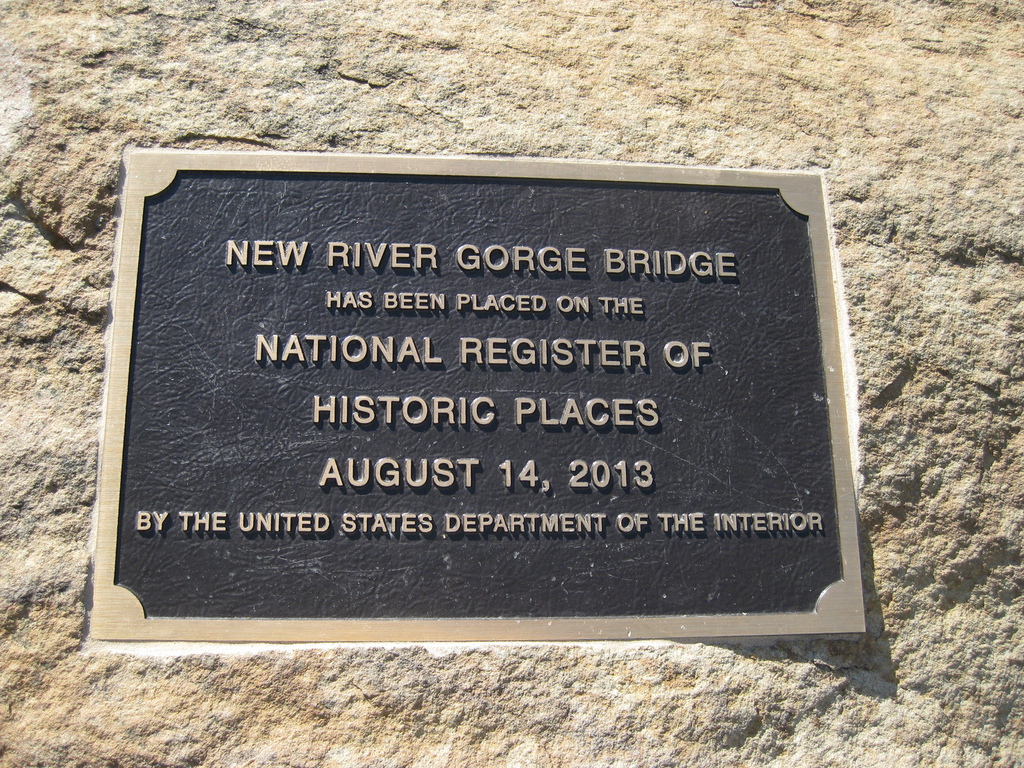 NEW RIVER GORGE BRIDGE
HAS BEEN PLACED ON THE
NATIONAL REGISTER OF
HISTORIC PLACES
AUGUST 14, 2013
BY THE UNITED STATES DEPARTMENT OF THE INTERIOR